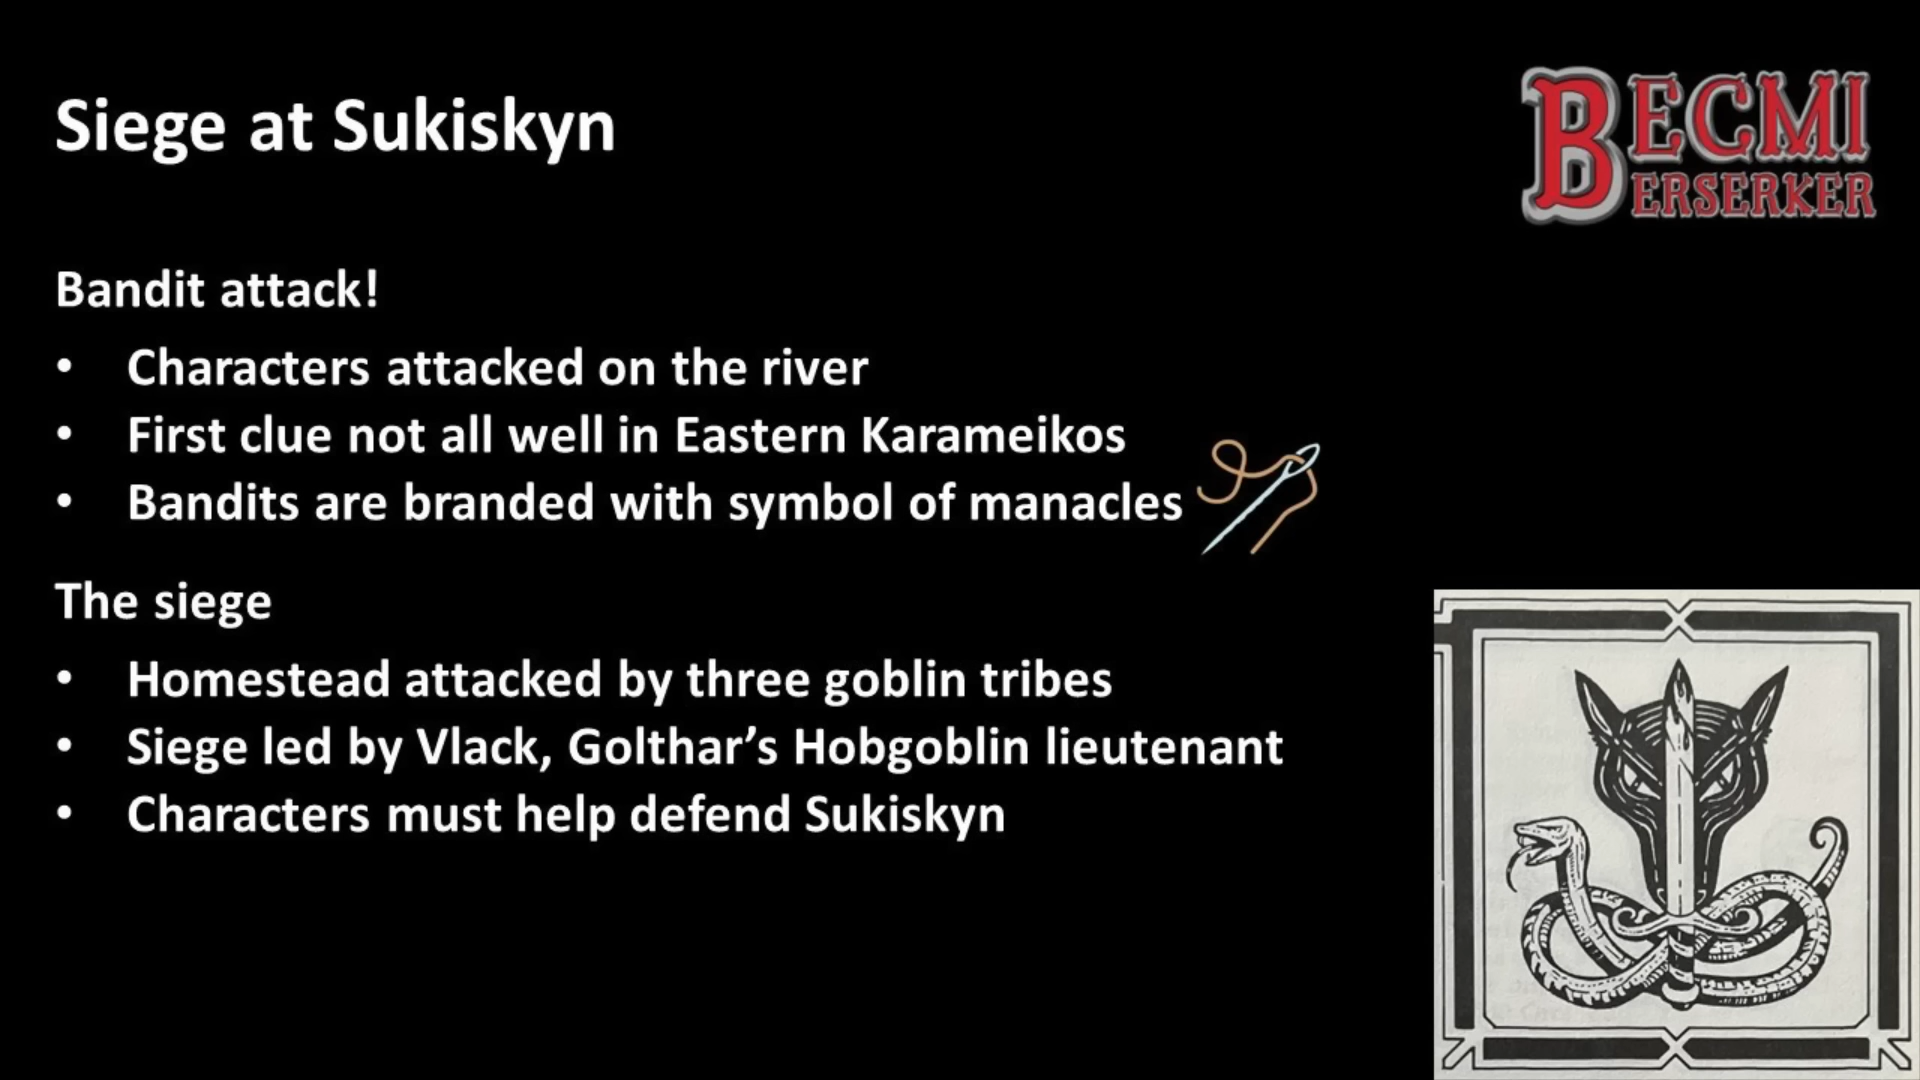 Siege at Sukiskyn
BECMI
BERSERKER
Bandit attack!
• Characters attacked on the river
• First clue not all well in Eastern Karameikos
• Bandits are branded with symbol of manacles
The siege
• Homestead attacked by three goblin tribes
• Siege led by Vlack, Golthar’s Hobgoblin lieutenant
• Characters must help defend Sukiskyn